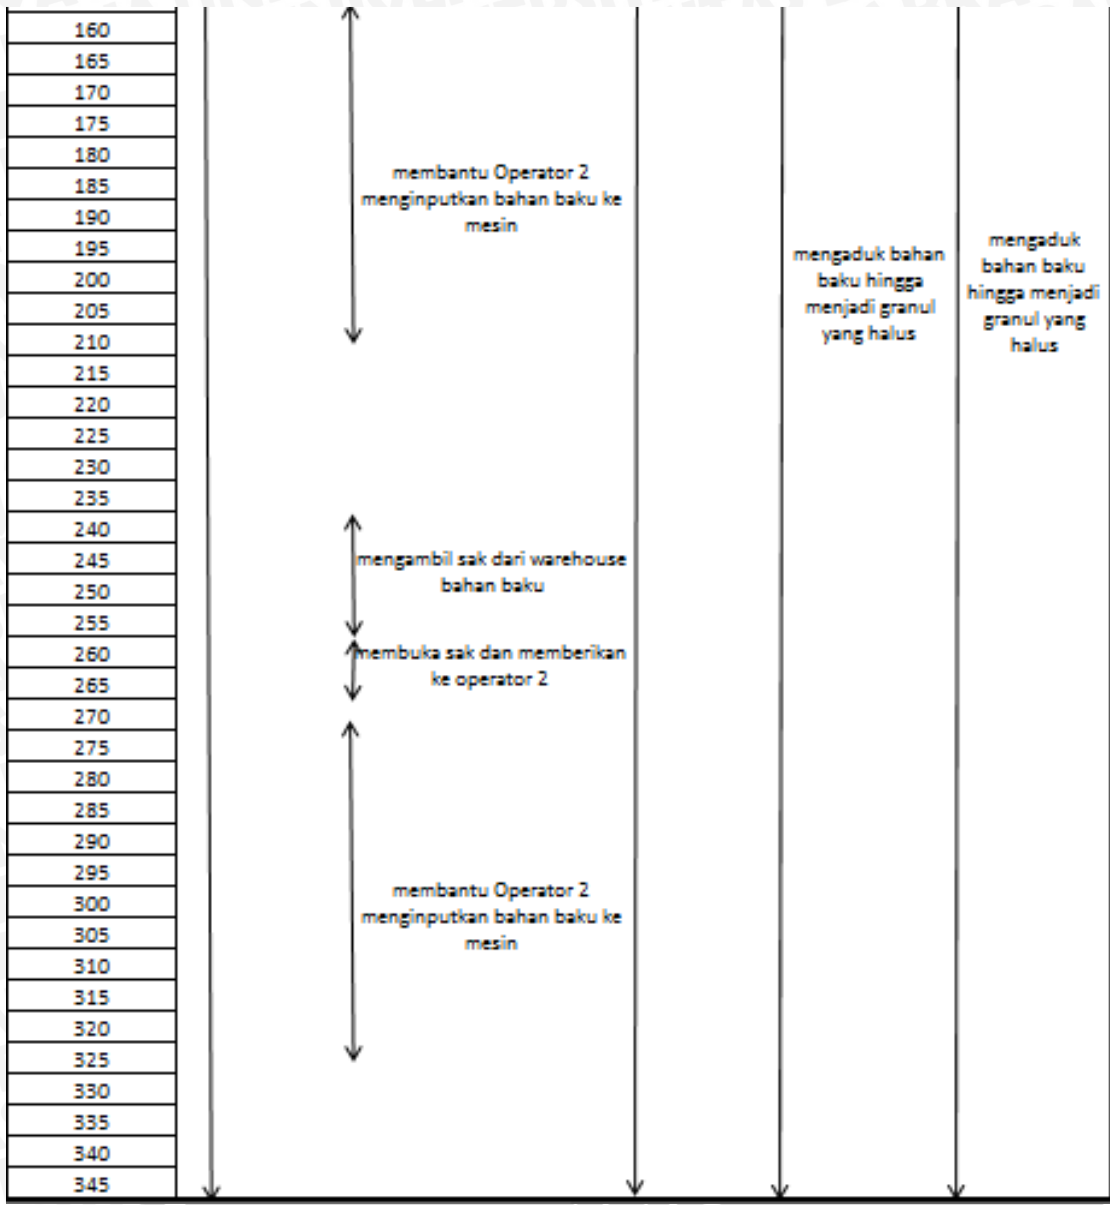 160
165
170
175
180
185
190
195
200
205
210
215
220
225
230
235
240
245
250
255
260
265
270
275
280
285
290
295
300
305
310
315
320
325
330
335
340
345
membantu Operator 2
menginputkan bahan baku ke
mesin
mengambil sak dari warehouse
bahan baku
membuka sak dan memberikan
ke operator 2
membantu Operator 2
menginputkan bahan baku ke
mesin
mengaduk bahan
baku hingga
menjadi granul
yang halus
mengaduk
bahan baku
hingga menjadi
granul yang
halus